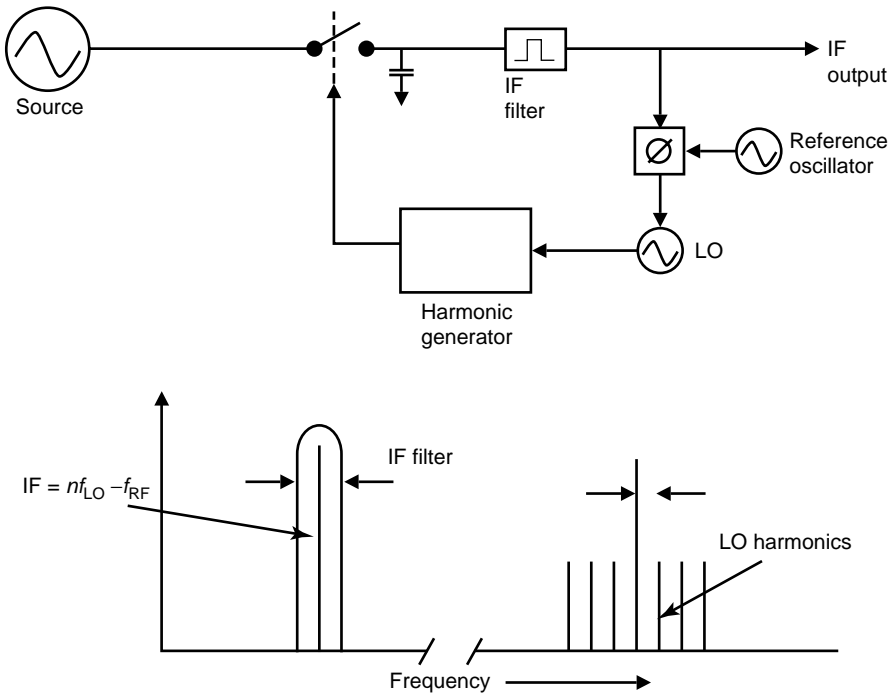 Source
IF
filter
IF
output
Reference
oscillator
Ø
LO
Harmonic
generator
IF = nfLO –fRF
IF filter
LO harmonics
Frequency